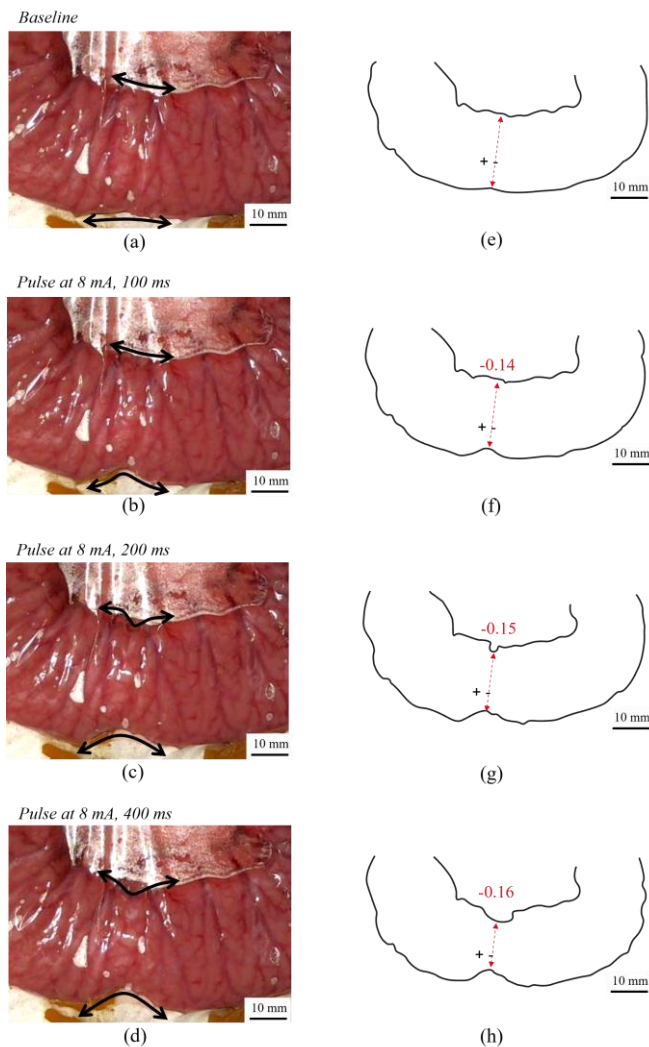 Baseline
+ -
10 mm
10 mm
(a)
(e)
Pulse at 8 mA, 100 ms
-0.14
+ -
10 mm
10 mm
(b)
(f)
Pulse at 8 mA, 200 ms
-0.15
+ -
10 mm
10 mm
(c)
(g)
Pulse at 8 mA, 400 ms
-0.16
+ -
10 mm
10 mm
(d)
(h)